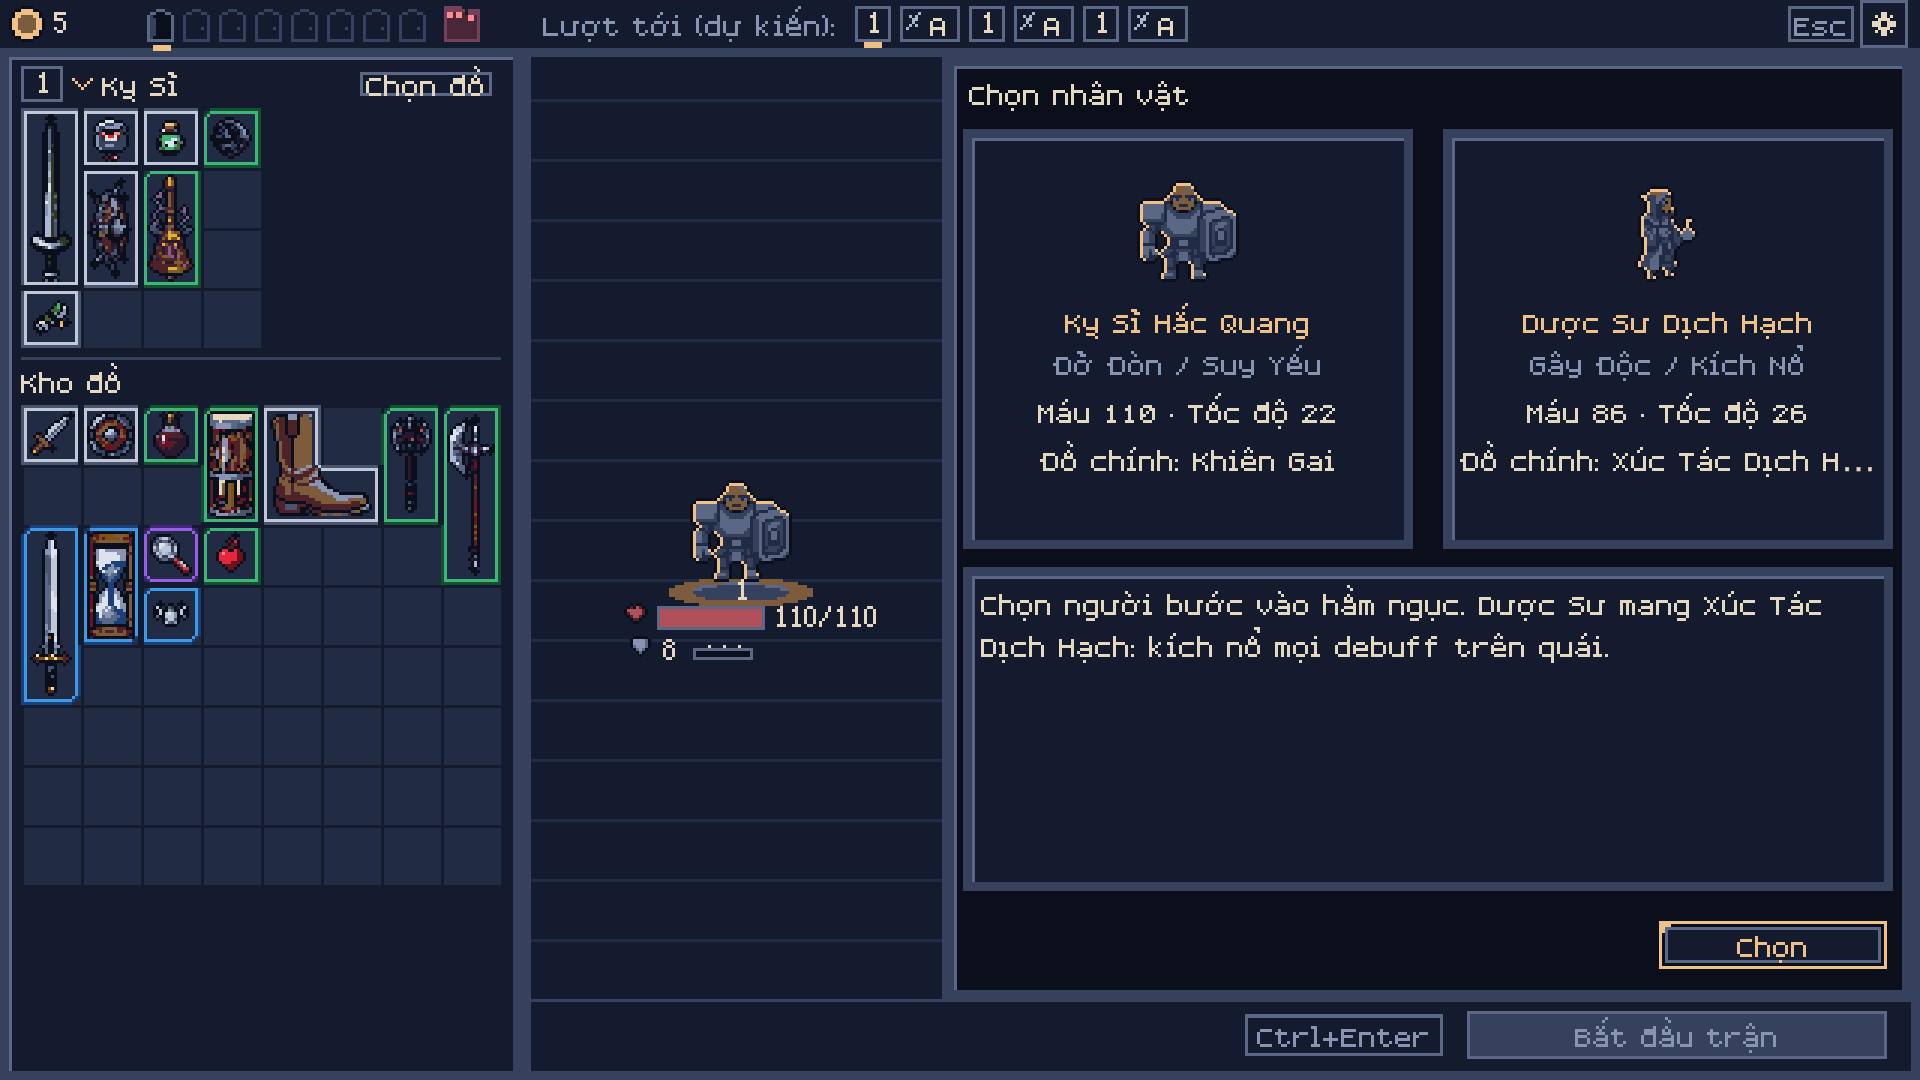 5
Lượt tới (dự kiến): 1 A 1 A 1 A
Esc
1 Kỵ Sĩ
Chọn đồ
Kho đồ
1
110/110
8
Chọn nhân vật
Kỵ Sĩ Hắc Quang
Đỡ Đòn / Suy Yếu
Máu 110 · Tốc độ 22
Đồ chính: Khiên Gai
Dược Sư Dịch Hạch
Gây Độc / Kích Nổ
Máu 86 · Tốc độ 26
Đồ chính: Xúc Tác Dịch H...
Chọn người bước vào hầm ngục. Dược Sư mang Xúc Tác
Dịch Hạch: kích nổ mọi debuff trên quái.
Chọn
Ctrl+Enter
Bắt đầu trận